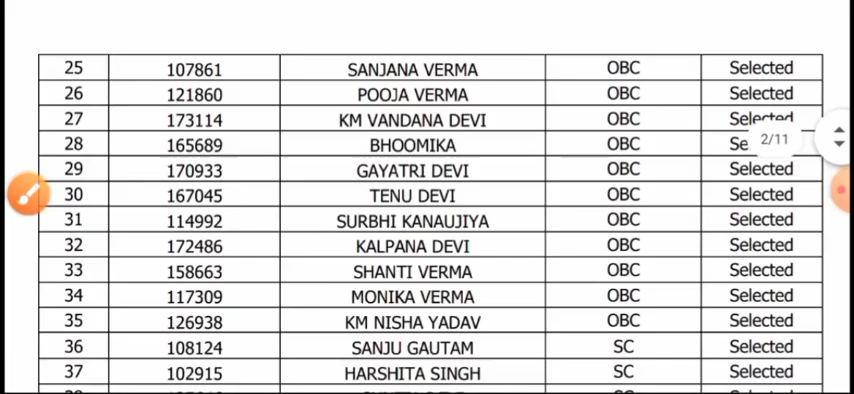 25 107861 SANJANA VERMA OBC Selected
26 121860 POOJA VERMA OBC Selected
27 173114 KM VANDANA DEVI OBC Selected
28 165689 BHOOMIKA OBC Se
2/11
29 170933 GAYATRI DEVI OBC Selected
30 167045 TENU DEVI OBC Selected
31 114992 SURBHI KANAUJIYA OBC Selected
32 172486 KALPANA DEVI OBC Selected
33 158663 SHANTI VERMA OBC Selected
34 117309 MONIKA VERMA OBC Selected
35 126938 KM NISHA YADAV OBC Selected
36 108124 SANJU GAUTAM SC Selected
37 102915 HARSHITA SINGH SC Selected